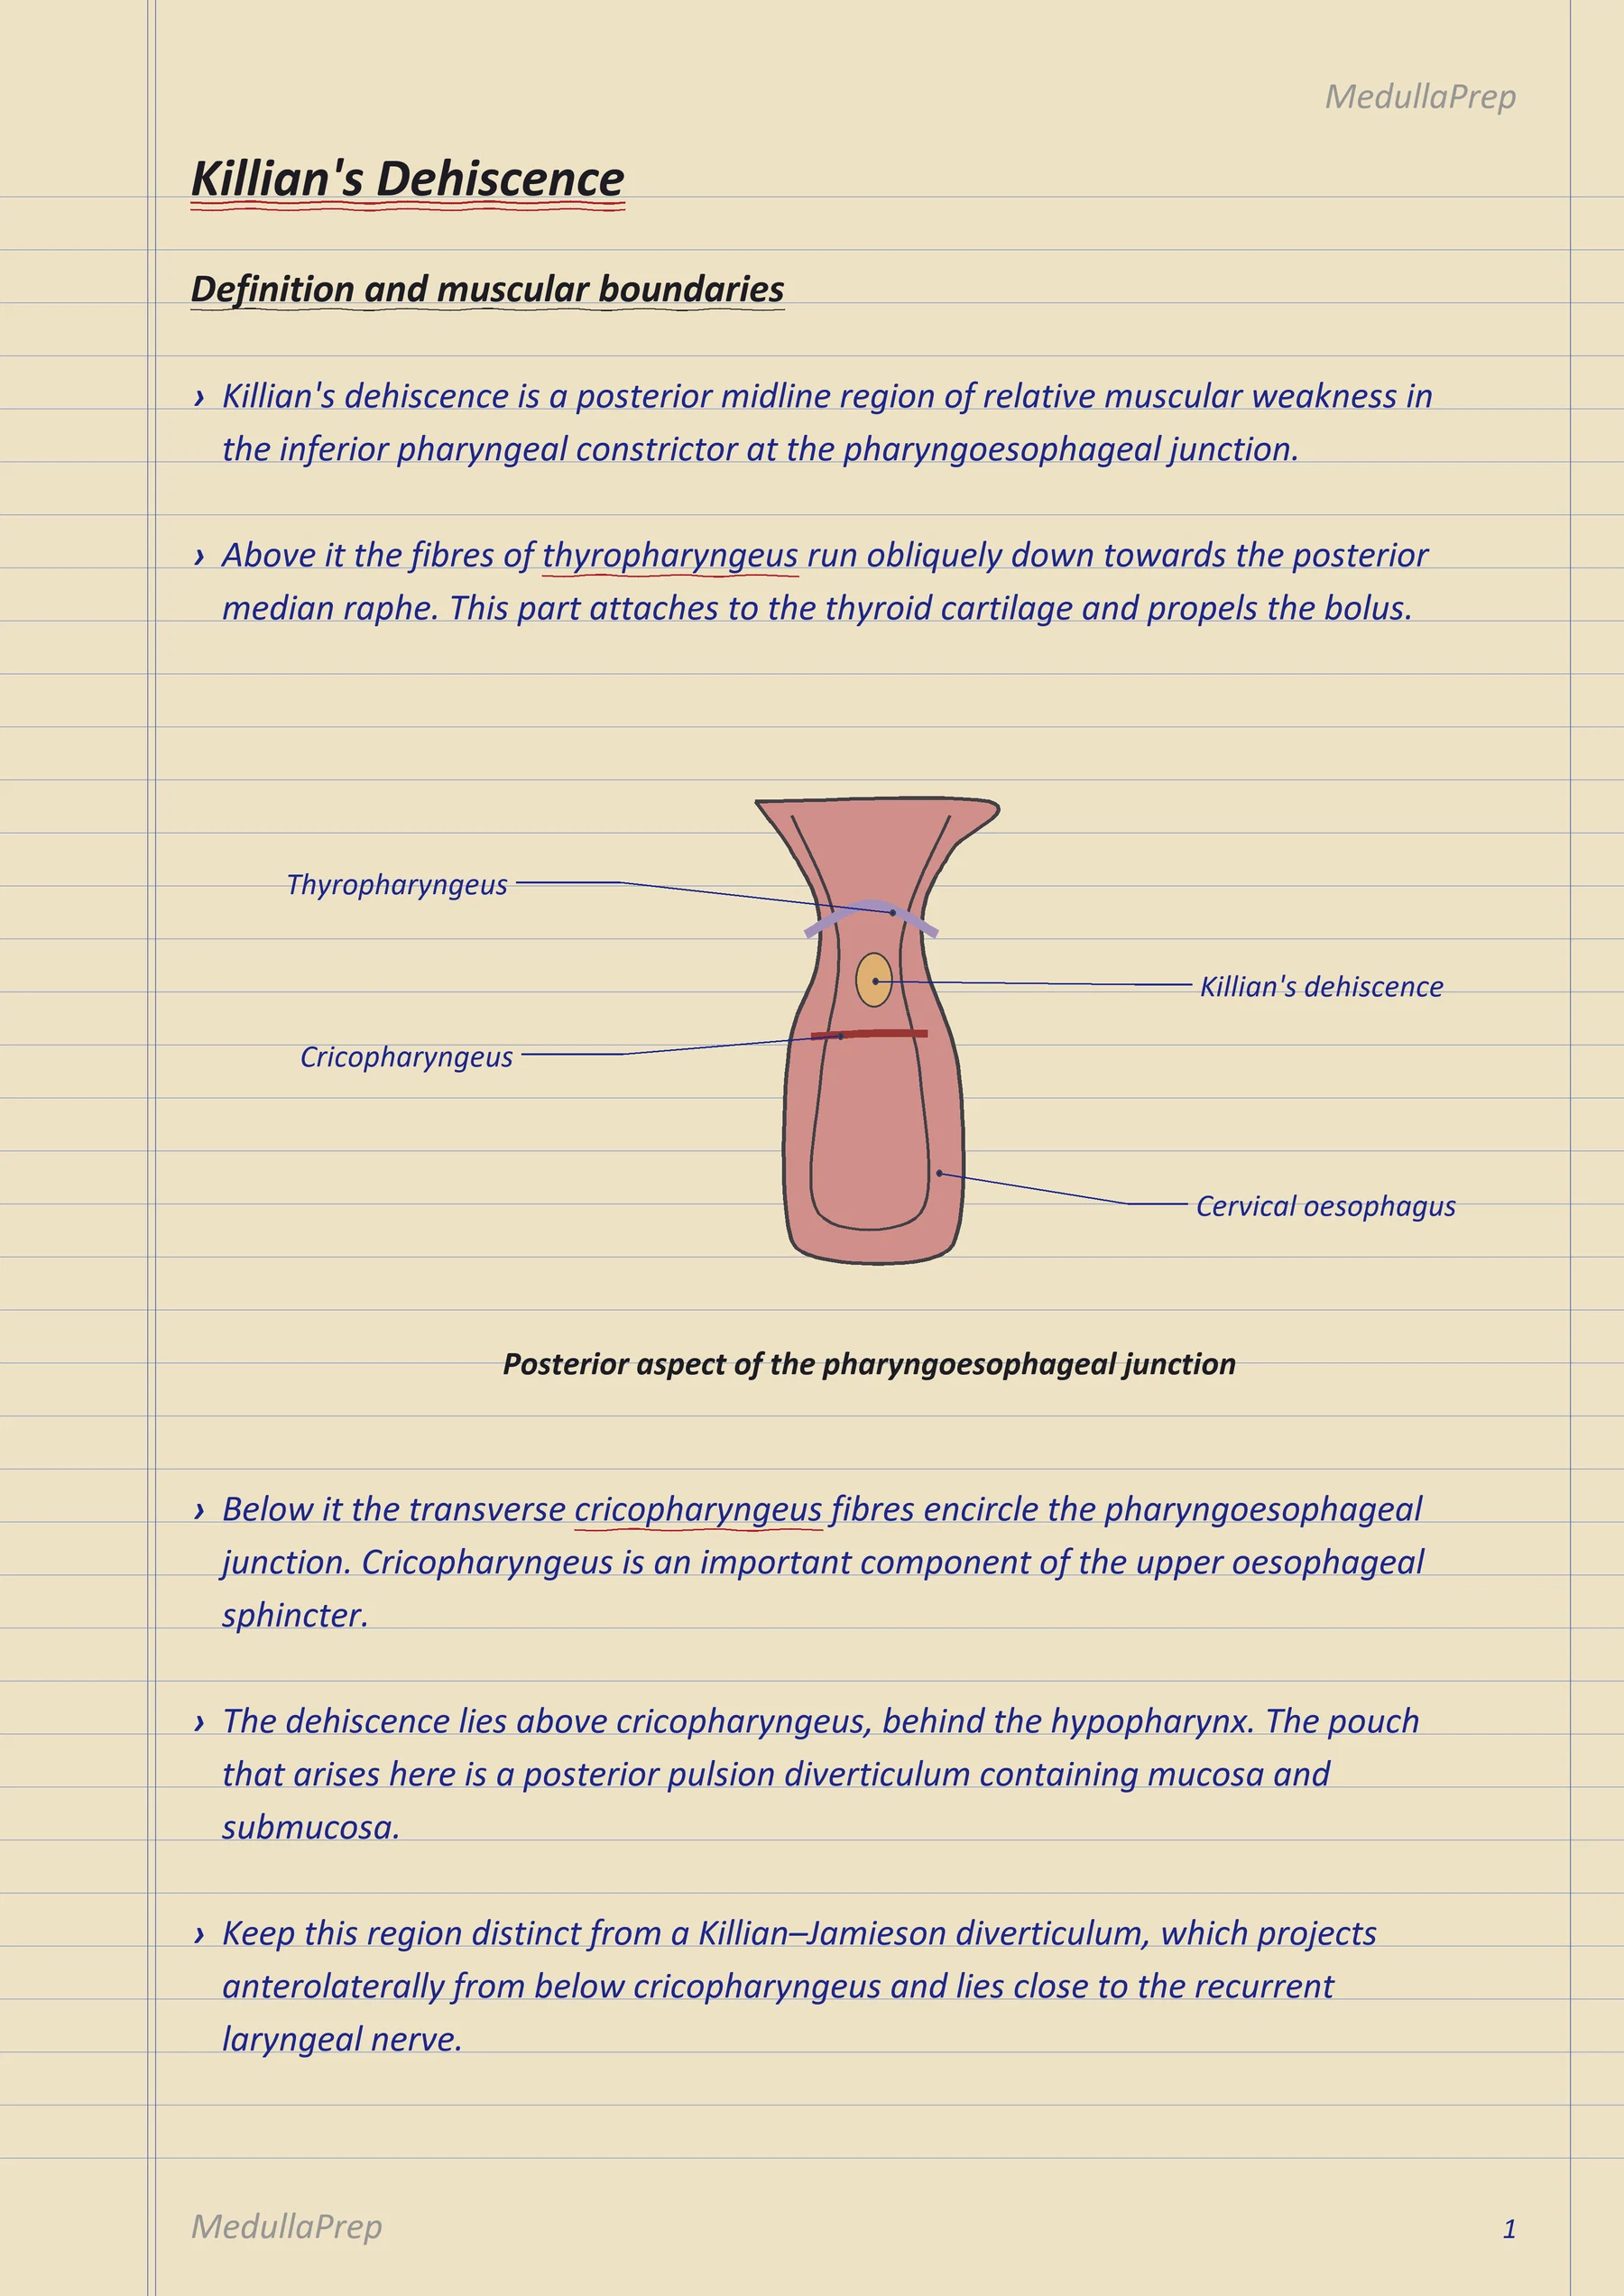 MedullaPrep
Killian's Dehiscence
Definition and muscular boundaries
› Killian's dehiscence is a posterior midline region of relative muscular weakness in
the inferior pharyngeal constrictor at the pharyngoesophageal junction.
› Above it the fibres of thyropharyngeus run obliquely down towards the posterior
median raphe. This part attaches to the thyroid cartilage and propels the bolus.
Thyropharyngeus
Killian's dehiscence
Cricopharyngeus
Cervical oesophagus
Posterior aspect of the pharyngoesophageal junction
› Below it the transverse cricopharyngeus fibres encircle the pharyngoesophageal
junction. Cricopharyngeus is an important component of the upper oesophageal
sphincter.
› The dehiscence lies above cricopharyngeus, behind the hypopharynx. The pouch
that arises here is a posterior pulsion diverticulum containing mucosa and
submucosa.
› Keep this region distinct from a Killian–Jamieson diverticulum, which projects
anterolaterally from below cricopharyngeus and lies close to the recurrent
laryngeal nerve.
MedullaPrep
1